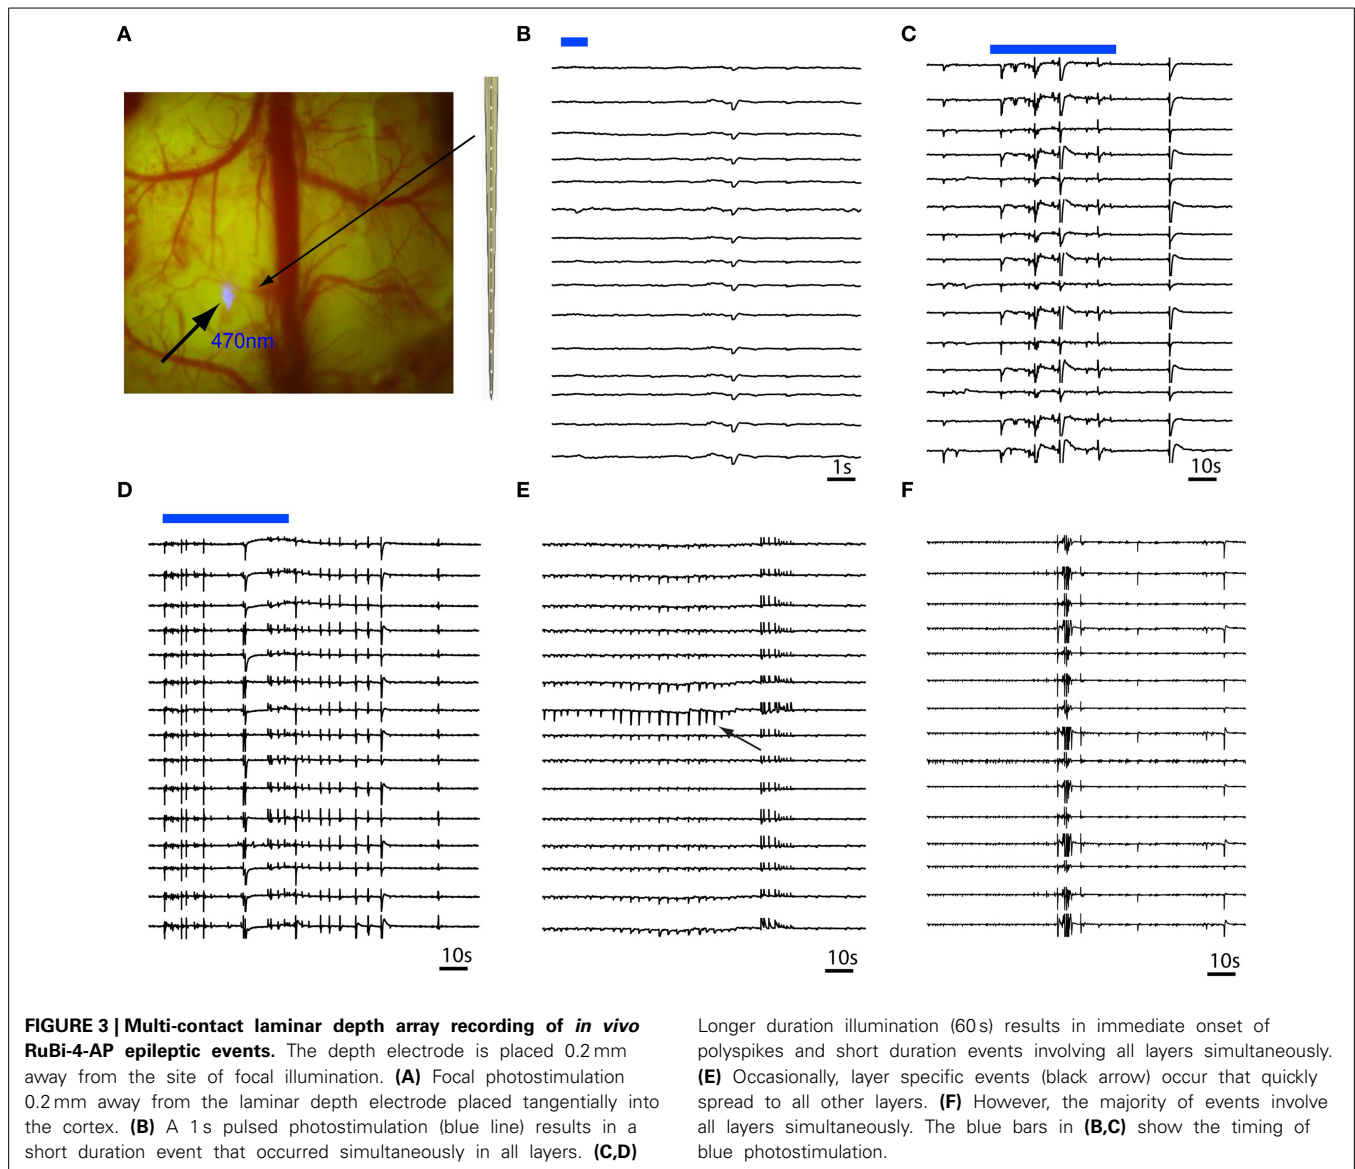 A
B
C
470nm
1s
10s
D
E
F
10s
10s
10s
FIGURE 3 | Multi-contact laminar depth array recording of in vivo
RuBi-4-AP epileptic events. The depth electrode is placed 0.2 mm
away from the site of focal illumination. (A) Focal photostimulation
0.2 mm away from the laminar depth electrode placed tangentially into
the cortex. (B) A 1 s pulsed photostimulation (blue line) results in a
short duration event that occurred simultaneously in all layers. (C,D)
Longer duration illumination (60 s) results in immediate onset of
polyspikes and short duration events involving all layers simultaneously.
(E) Occasionally, layer specific events (black arrow) occur that quickly
spread to all other layers. (F) However, the majority of events involve
all layers simultaneously. The blue bars in (B,C) show the timing of
blue photostimulation.